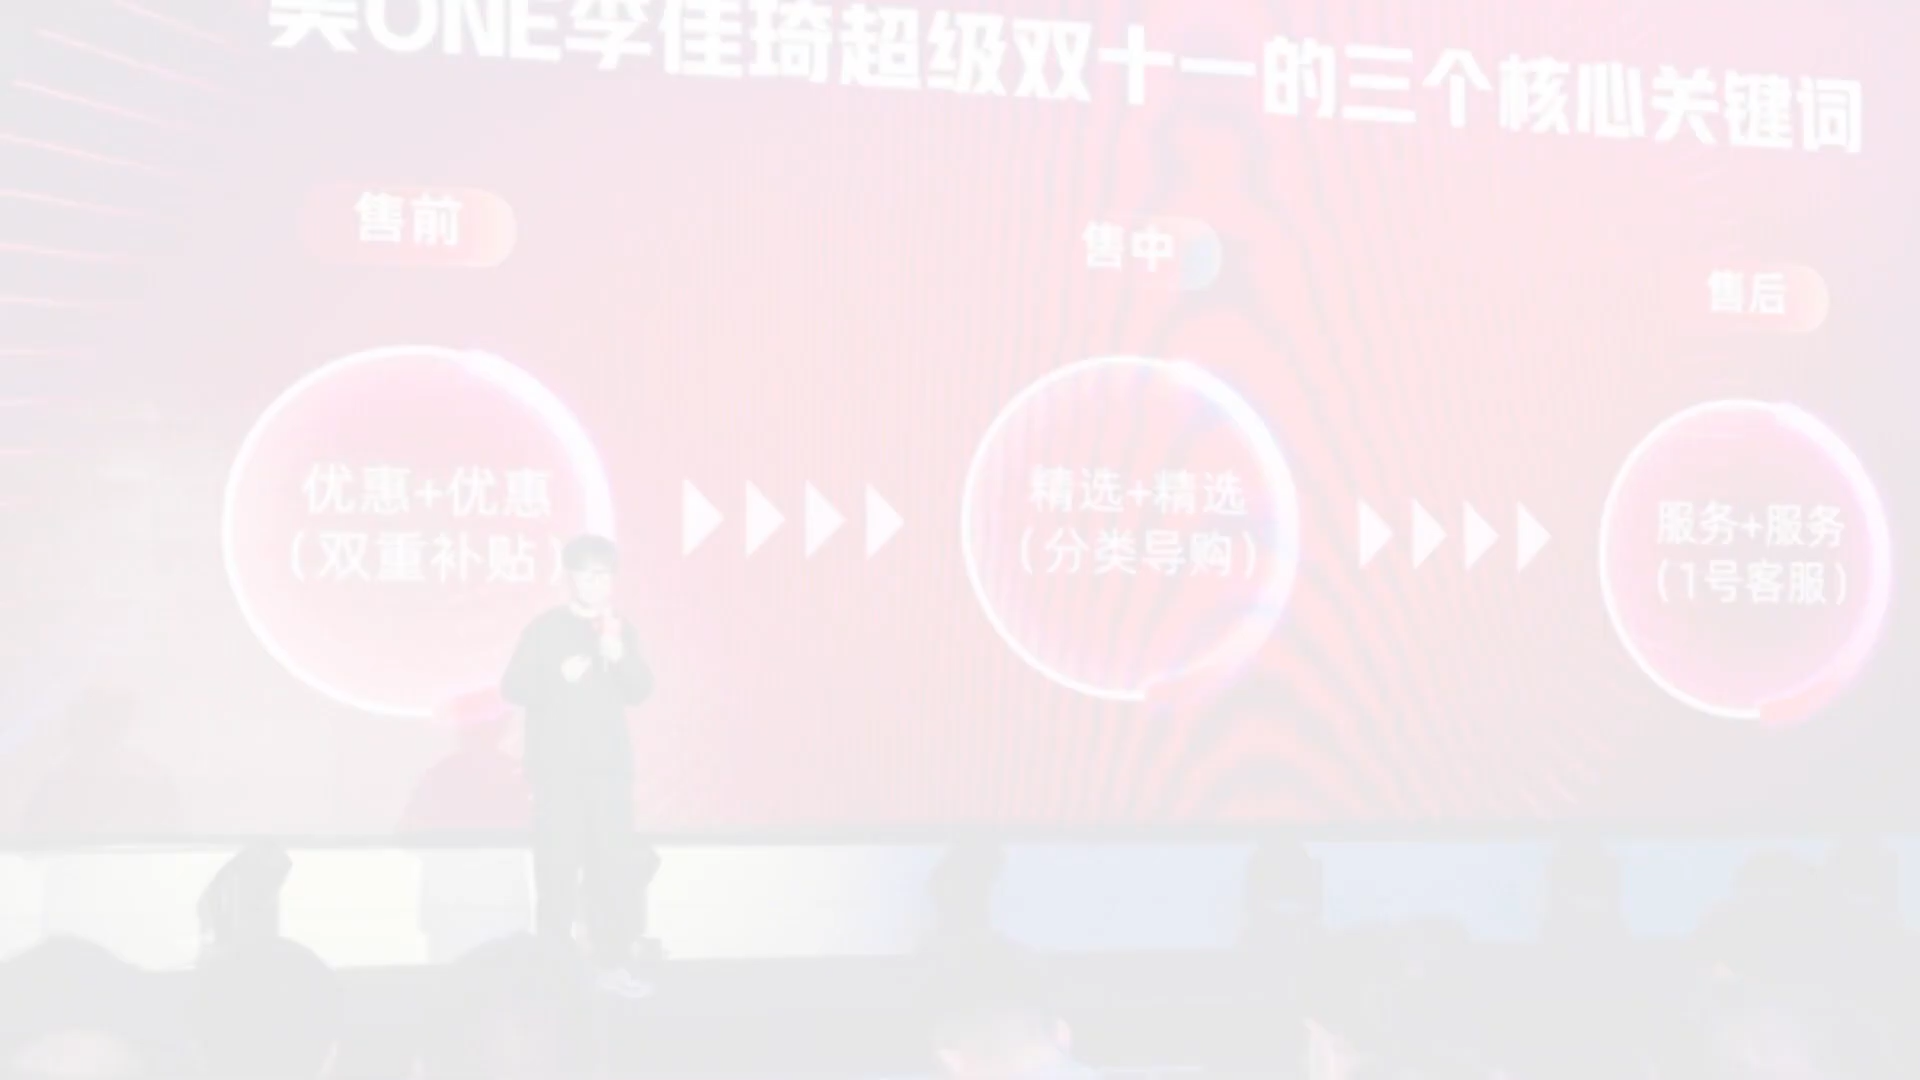 美ONE李佳琦超级双十一的三个核心关键词
售前
售中
售后
优惠+优惠
（双重补贴）
精选+精选
（分类导购）
服务+服务
（1号客服）